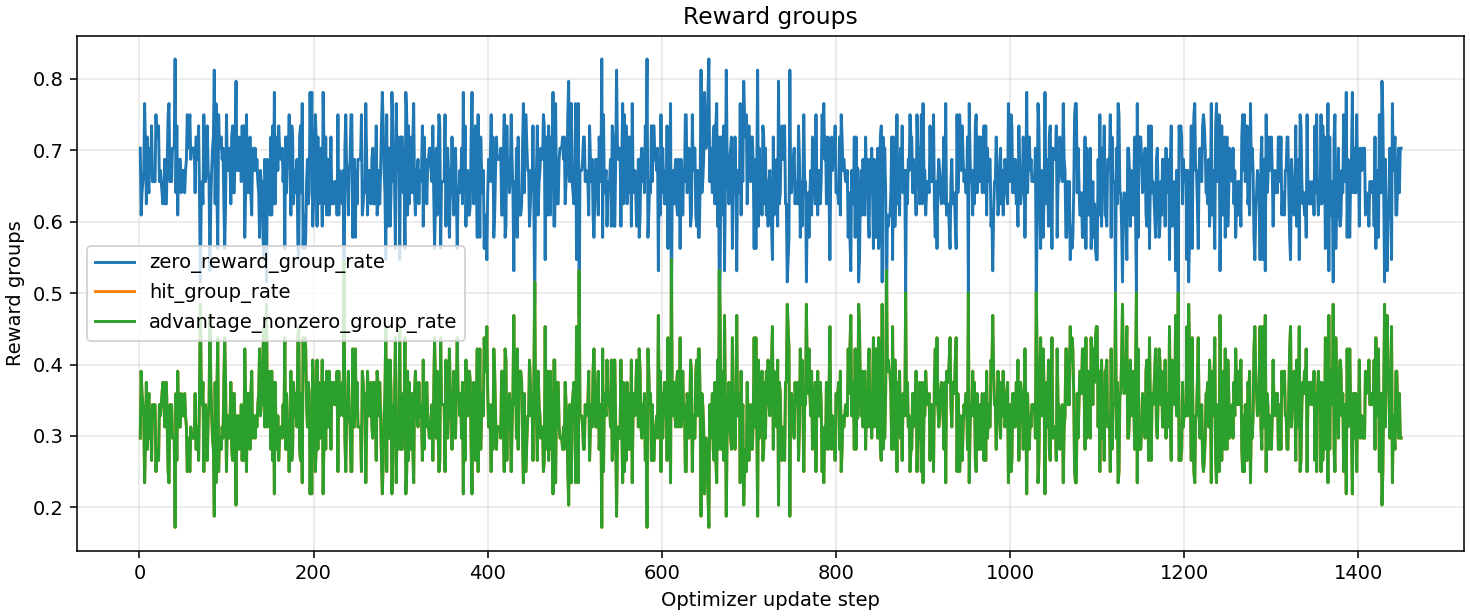 Reward groups
Reward groups
0.8
0.7
0.6
0.5
0.4
0.3
0.2
zero_reward_group_rate
hit_group_rate
advantage_nonzero_group_rate
0 200 400 600 800 1000 1200 1400
Optimizer update step